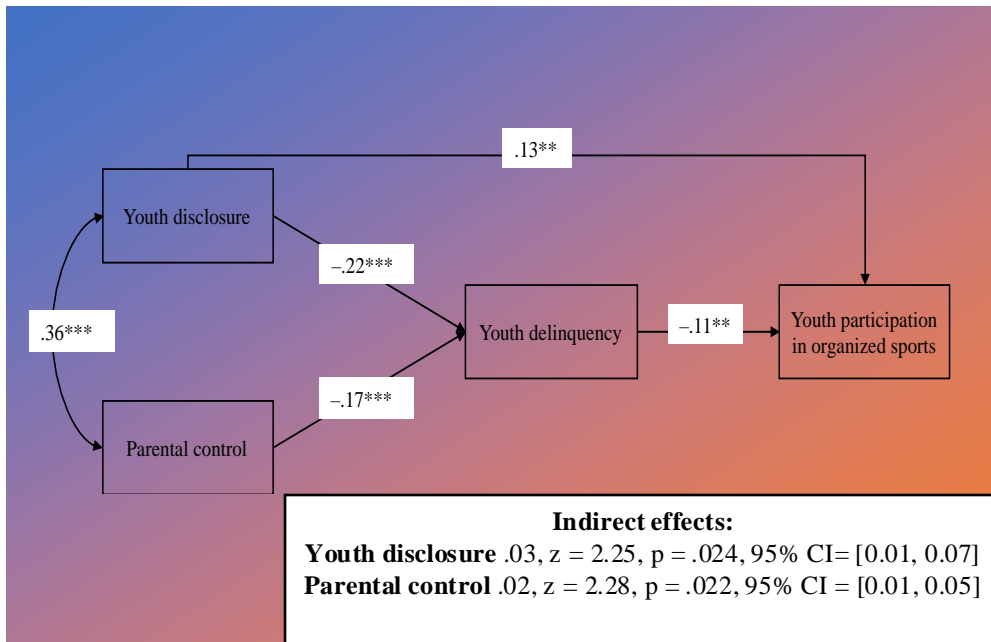 .13**
Youth disclosure
–.22***
.36***
Youth delinquency
–.11**
Youth participation
in organized sports
–.17***
Parental control
Indirect effects:
Youth disclosure .03, z = 2.25, p = .024, 95% CI= [0.01, 0.07]
Parental control .02, z = 2.28, p = .022, 95% CI = [0.01, 0.05]